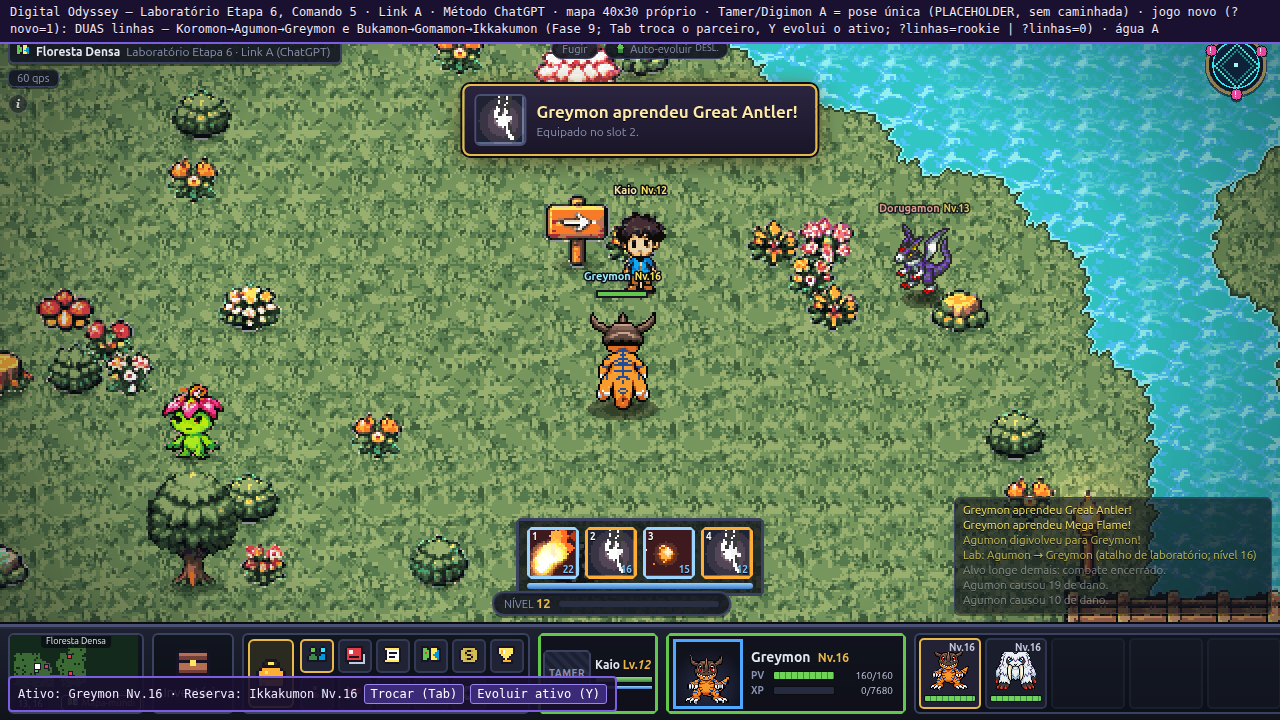 Digital Odyssey — Laboratório Etapa 6, Comando 5 · Link A · Método ChatGPT · mapa 40x30 próprio · Tamer/Digimon A = pose única (PLACEHOLDER, sem caminhada) · jogo novo (?
novo=1): DUAS linhas — Koromon→Agumon→Greymon e Bukamon→Gomamon→Ikkakumon (Fase 9; Tab troca o parceiro, Y evolui o ativo; ?linhas=rookie | ?linhas=0) · água A
Floresta Densa Laboratório Etapa 6 · Link A (ChatGPT)
Fugir
Auto-evoluir DESL.
60 qps
i
Greymon aprendeu Great Antler!
Equipado no slot 2.
Kaio Nv.12
Dorugamon Nv.13
Greymon Nv.16
Greymon aprendeu Great Antler!
Greymon aprendeu Mega Flame!
Agumon digivolveu para Greymon!
Lab: Agumon → Greymon (atalho de laboratório; nível 16)
Alvo longe demais: combate encerrado.
Agumon causou 19 de dano.
Agumon causou 10 de dano.
1 2 3 4
22 16 15 12
NÍVEL 12
Floresta Densa
TAMER
Kaio Lv.12
Greymon Nv.16
PV 160/160
XP 0/7680
Nv.16
Nv.16
Ativo: Greymon Nv.16 · Reserva: Ikkakumon Nv.16 Trocar (Tab) Evoluir ativo (Y)